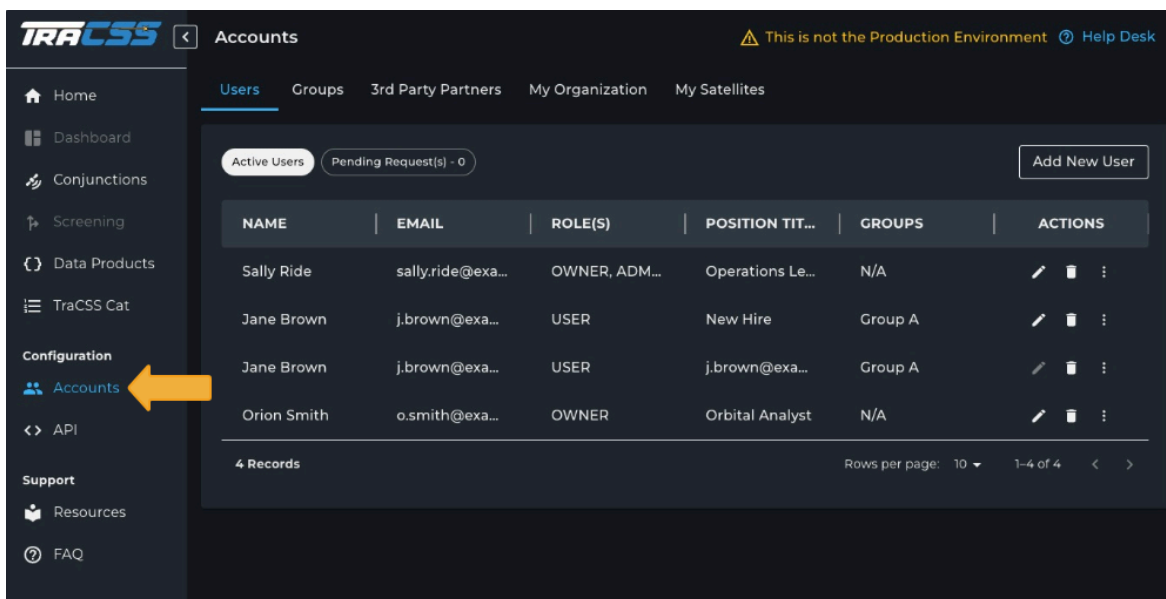 TRACSS
Accounts
This is not the Production Environment
Help Desk
Home
Dashboard
Conjunctions
Screening
Data Products
TraCSS Cat
Configuration
Accounts
API
Support
Resources
FAQ
Users Groups 3rd Party Partners My Organization My Satellites
Active Users Pending Request(s) - 0 Add New User
NAME EMAIL ROLE(S) POSITION TIT... GROUPS ACTIONS
Sally Ride sally.ride@exa... OWNER, ADM... Operations Le... N/A
Jane Brown j.brown@exa... USER New Hire Group A
Jane Brown j.brown@exa... USER j.brown@exa... Group A
Orion Smith o.smith@exa... OWNER Orbital Analyst N/A
4 Records Rows per page: 10 1–4 of 4